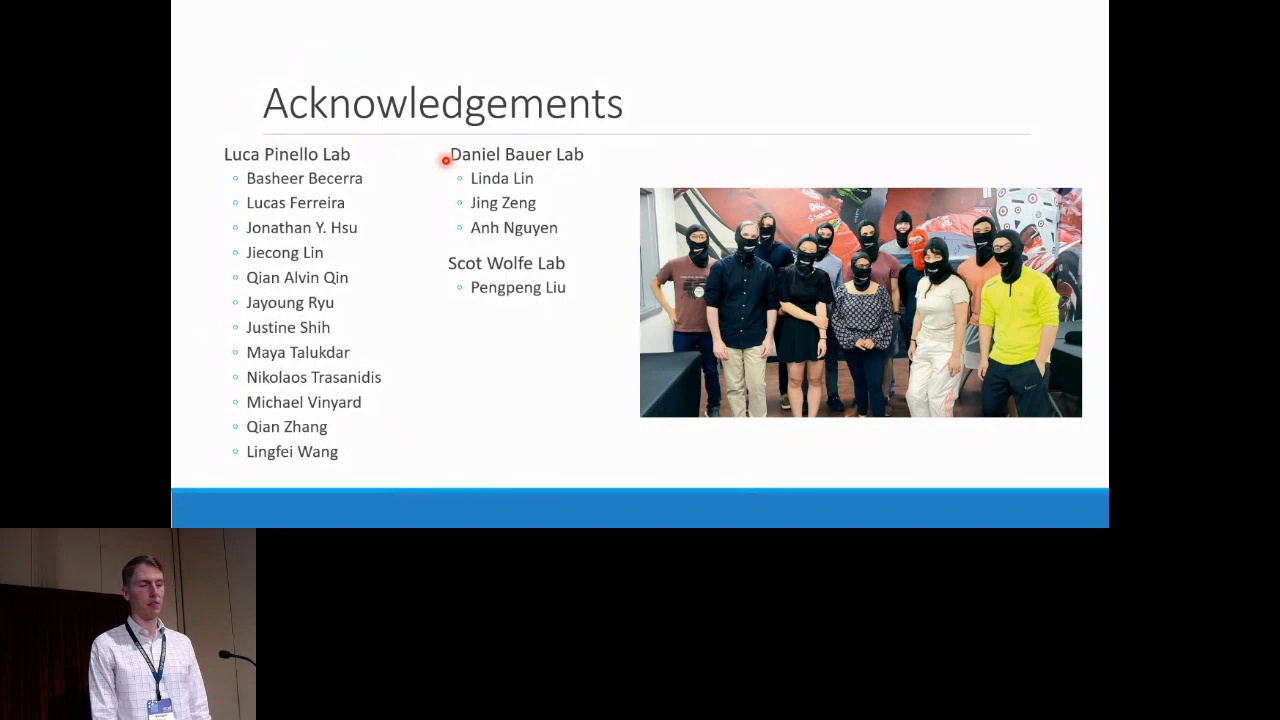 Acknowledgements
Luca Pinello Lab
Basheer Becerra
Lucas Ferreira
Jonathan Y. Hsu
Jiecong Lin
Qian Alvin Qin
Jayoung Ryu
Justine Shih
Maya Talukdar
Nikolaos Trasanidis
Michael Vinyard
Qian Zhang
Lingfei Wang
Daniel Bauer Lab
Linda Lin
Jing Zeng
Anh Nguyen
Scot Wolfe Lab
Pengpeng Liu